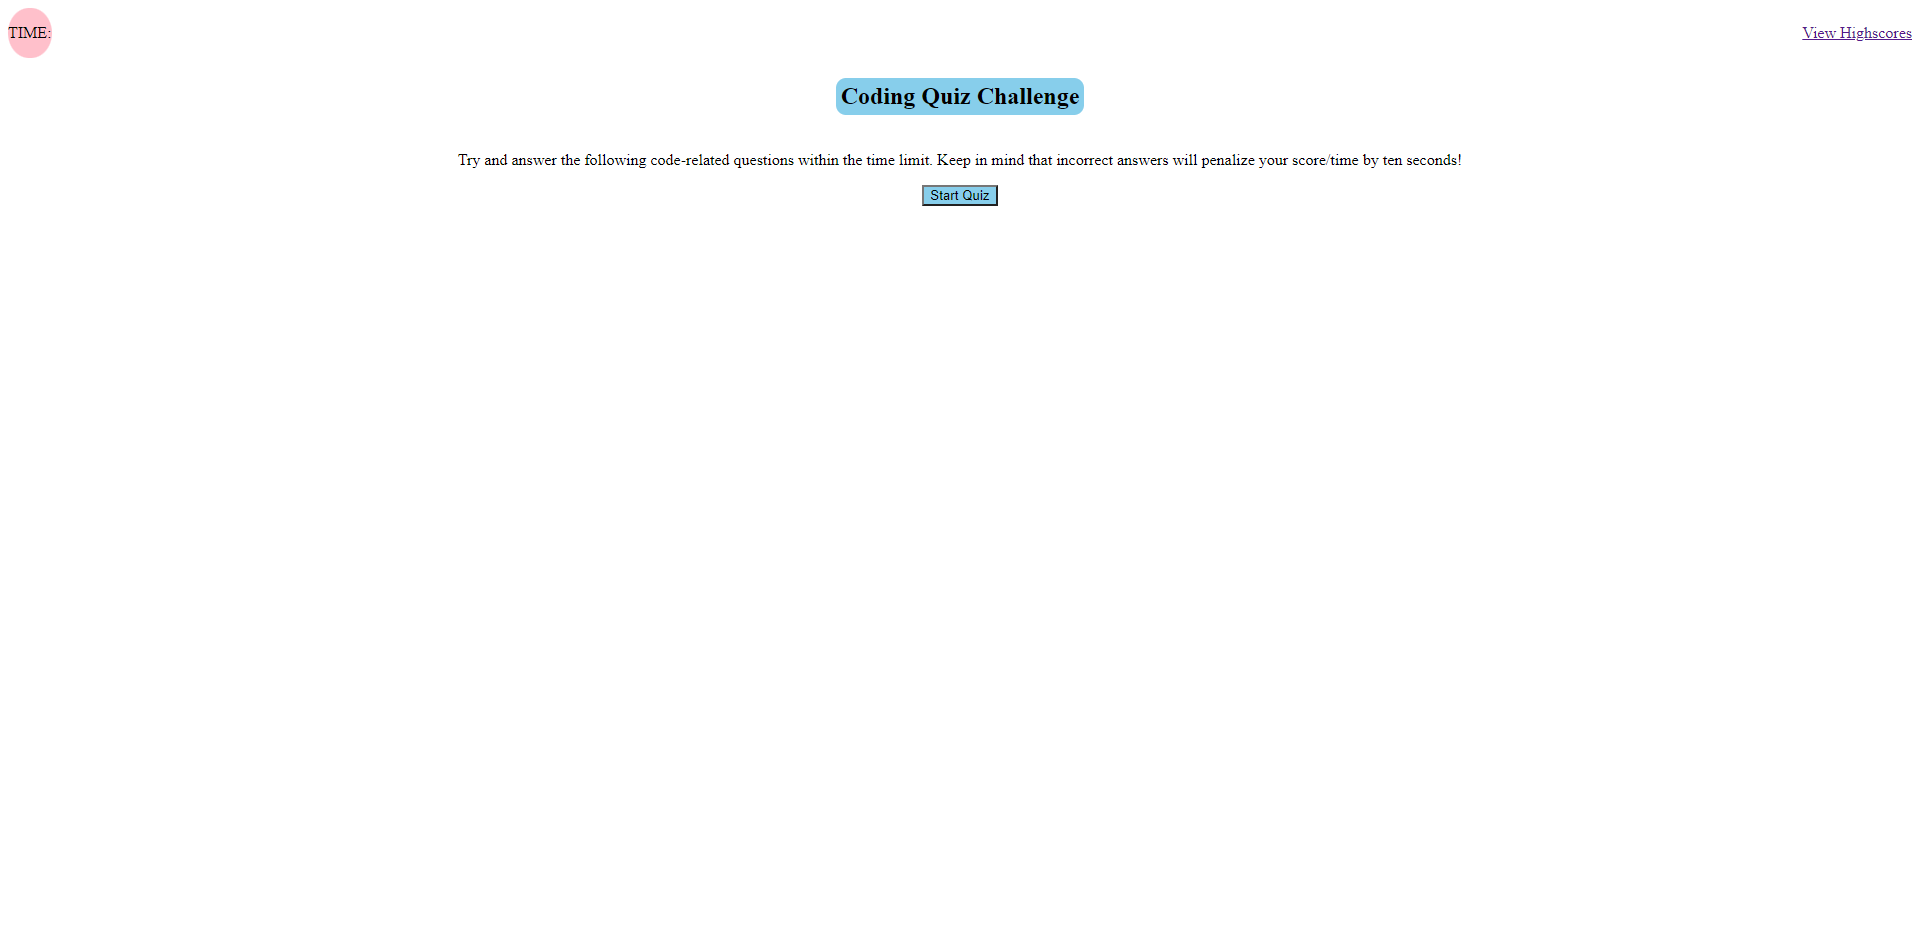 TIME:
View Highscores
Coding Quiz Challenge
Try and answer the following code-related questions within the time limit. Keep in mind that incorrect answers will penalize your score/time by ten seconds!
Start Quiz